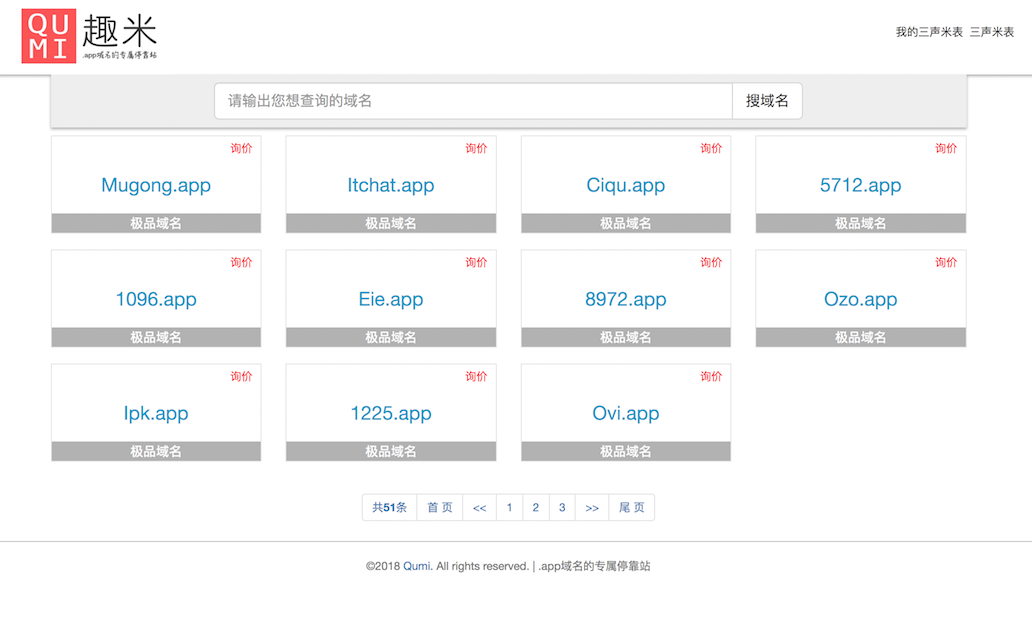 QU
MI
趣米
.app域名的专属停靠站
我的三声米表 三声米表
请输出您想查询的域名
搜域名
询价
Mugong.app
极品域名
询价
Itchat.app
极品域名
询价
Ciqu.app
极品域名
询价
5712.app
极品域名
询价
1096.app
极品域名
询价
Eie.app
极品域名
询价
8972.app
极品域名
询价
Ozo.app
极品域名
询价
Ipk.app
极品域名
询价
1225.app
极品域名
询价
Ovi.app
极品域名
共51条 首 页 << 1 2 3 >> 尾 页
©2018 Qumi. All rights reserved. | .app域名的专属停靠站